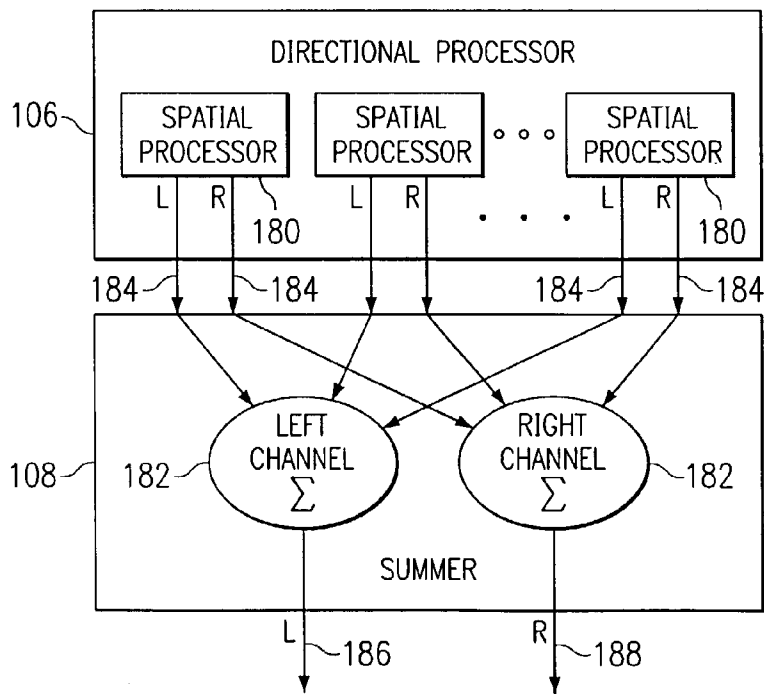 DIRECTIONAL PROCESSOR
106
SPATIAL PROCESSOR
SPATIAL PROCESSOR
SPATIAL PROCESSOR
L R 180
L R
L R 180
184 184 184 184
108
182
LEFT CHANNEL Σ
RIGHT CHANNEL Σ
182
SUMMER
L 186
R 188